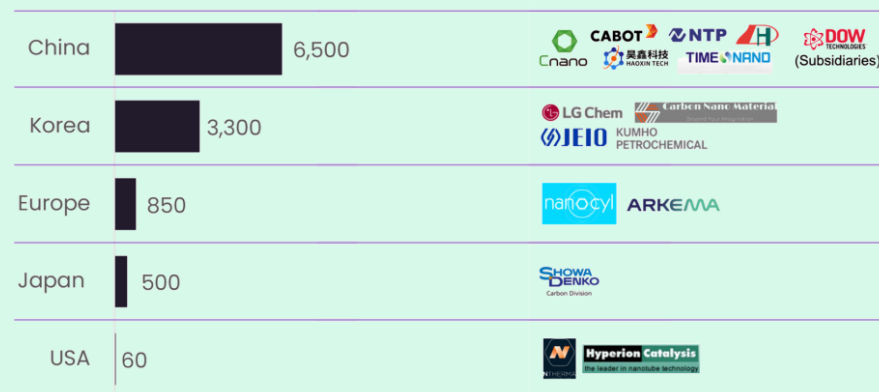 China
6,500
Cnano
CABOT
NTP
H
昊鑫科技
HAOXIN TECH
TIME NANO
DOW
TECHNOLOGIES
(Subsidiaries)
Korea
3,300
LG Chem
Carbon Nano Material
JEIO
KUMHO
PETROCHEMICAL
Europe
850
nanocyl
ARKEMA
Japan
500
SHOWA
DENKO
Carbon Division
USA
60
N
NTHERMA
Hyperion Catalysis
the leader in nanotube technology